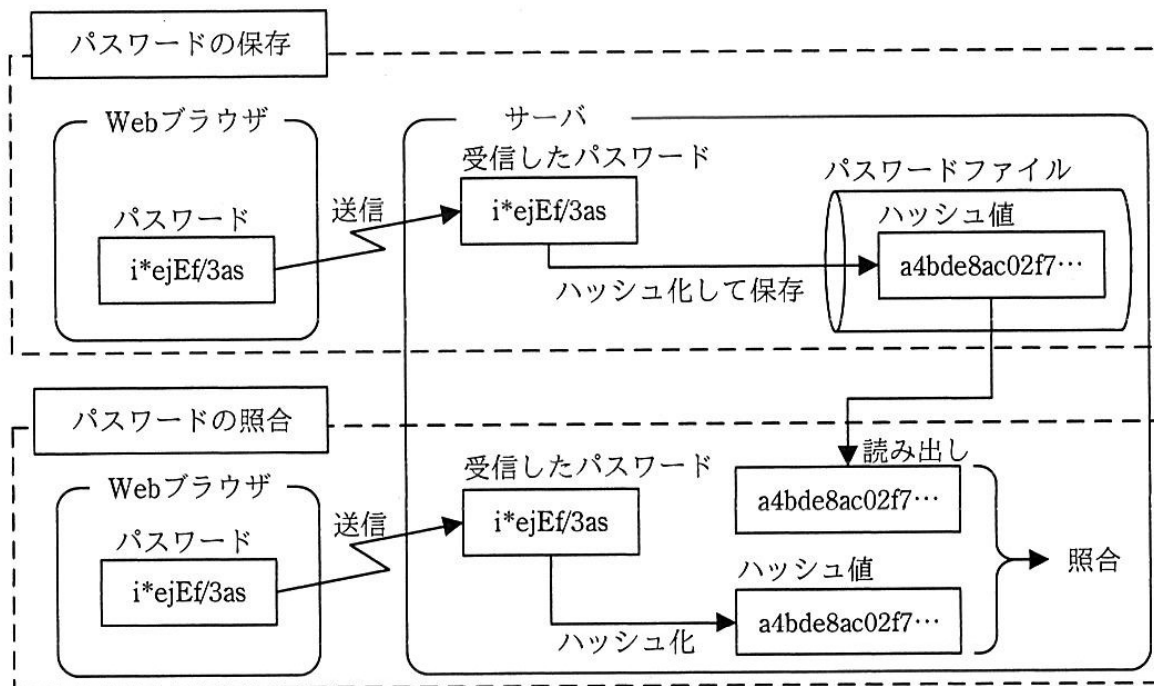 パスワードの保存
Webブラウザ
サーバ
受信したパスワード
パスワードファイル
パスワード
送信
i*ejEf/3as
ハッシュ値
i*ejEf/3as
a4bde8ac02f7…
ハッシュ化して保存
パスワードの照合
読み出し
受信したパスワード
Webブラウザ
a4bde8ac02f7…
パスワード
送信
i*ejEf/3as
照合
i*ejEf/3as
ハッシュ値
a4bde8ac02f7…
ハッシュ化